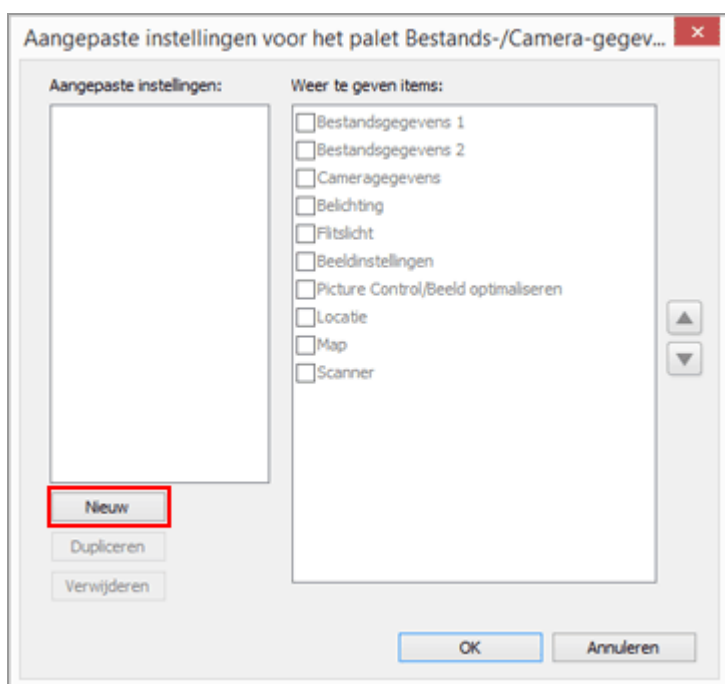 Aangepaste instellingen voor het palet Bestands-/Camera-gegev...
Aangepaste instellingen:
Weer te geven items:
Bestandsgegevens 1
Bestandsgegevens 2
Cameragegevens
Belichting
Flitslicht
Beeldinstellingen
Picture Control/Beeld optimaliseren
Locatie
Map
Scanner
Nieuw
Dupliceren
Verwijderen
OK
Annuleren